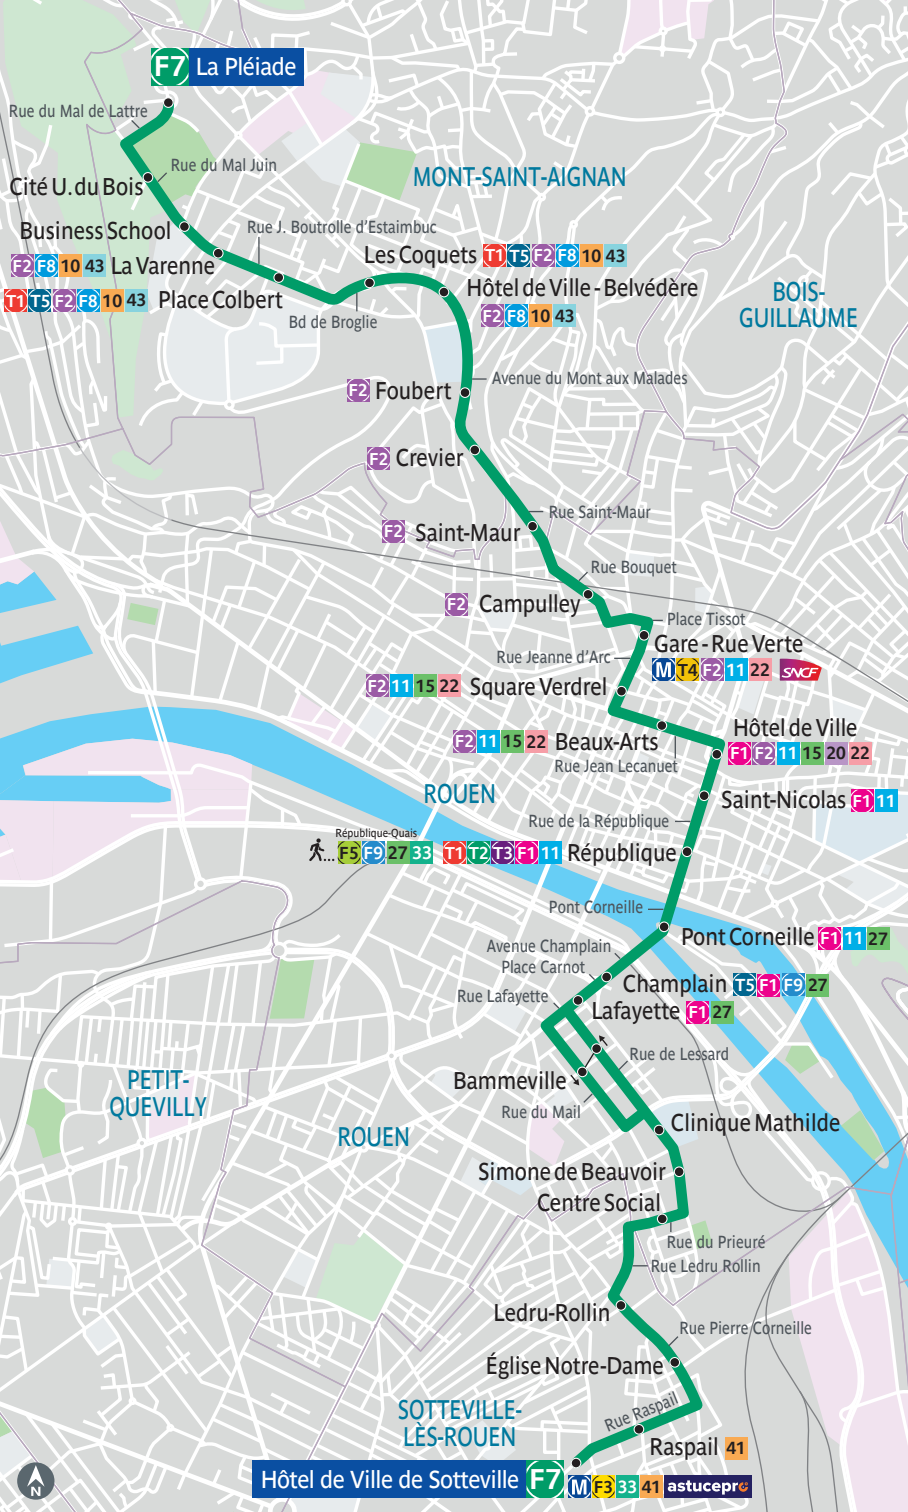 F7 La Pléiade
Rue du Mal de Lattre
Rue du Mal Juin
MONT-SAINT-AIGNAN
Cité U. du Bois
Business School
Rue J. Boutrolle d'Estaimbuc
F2 F8 10 43 La Varenne
Les Coquets T1 T5 F2 F8 10 43
T1 T5 F2 F8 10 43 Place Colbert
Hôtel de Ville - Belvédère
F2 F8 10 43
Bd de Broglie
BOIS-
GUILLAUME
Avenue du Mont aux Malades
F2 Foubert
F2 Crevier
Rue Saint-Maur
F2 Saint-Maur
Rue Bouquet
F2 Campulley
Place Tissot
Gare - Rue Verte
M T4 F2 11 22 SNCF
Rue Jeanne d'Arc
F2 11 15 22 Square Verdrel
Hôtel de Ville
F1 F2 11 15 20 22
F2 11 15 22 Beaux-Arts
Rue Jean Lecanuet
ROUEN
Saint-Nicolas F1 11
Rue de la République
République-Quais
... F5 F9 27 33 T1 T2 T3 F1 11 République
Pont Corneille
Pont Corneille F1 11 27
Avenue Champlain
Place Carnot
Champlain T5 F1 F9 27
Rue Lafayette
Lafayette F1 27
Rue de Lessard
PETIT-
QUEVILLY
Bammeville
Rue du Mail
Clinique Mathilde
ROUEN
Simone de Beauvoir
Centre Social
Rue du Prieuré
Rue Ledru Rollin
Ledru-Rollin
Rue Pierre Corneille
Église Notre-Dame
SOTTEVILLE-
LÈS-ROUEN
Rue Raspail
Raspail 41
Hôtel de Ville de Sotteville F7 M F3 33 41 astucepro
N